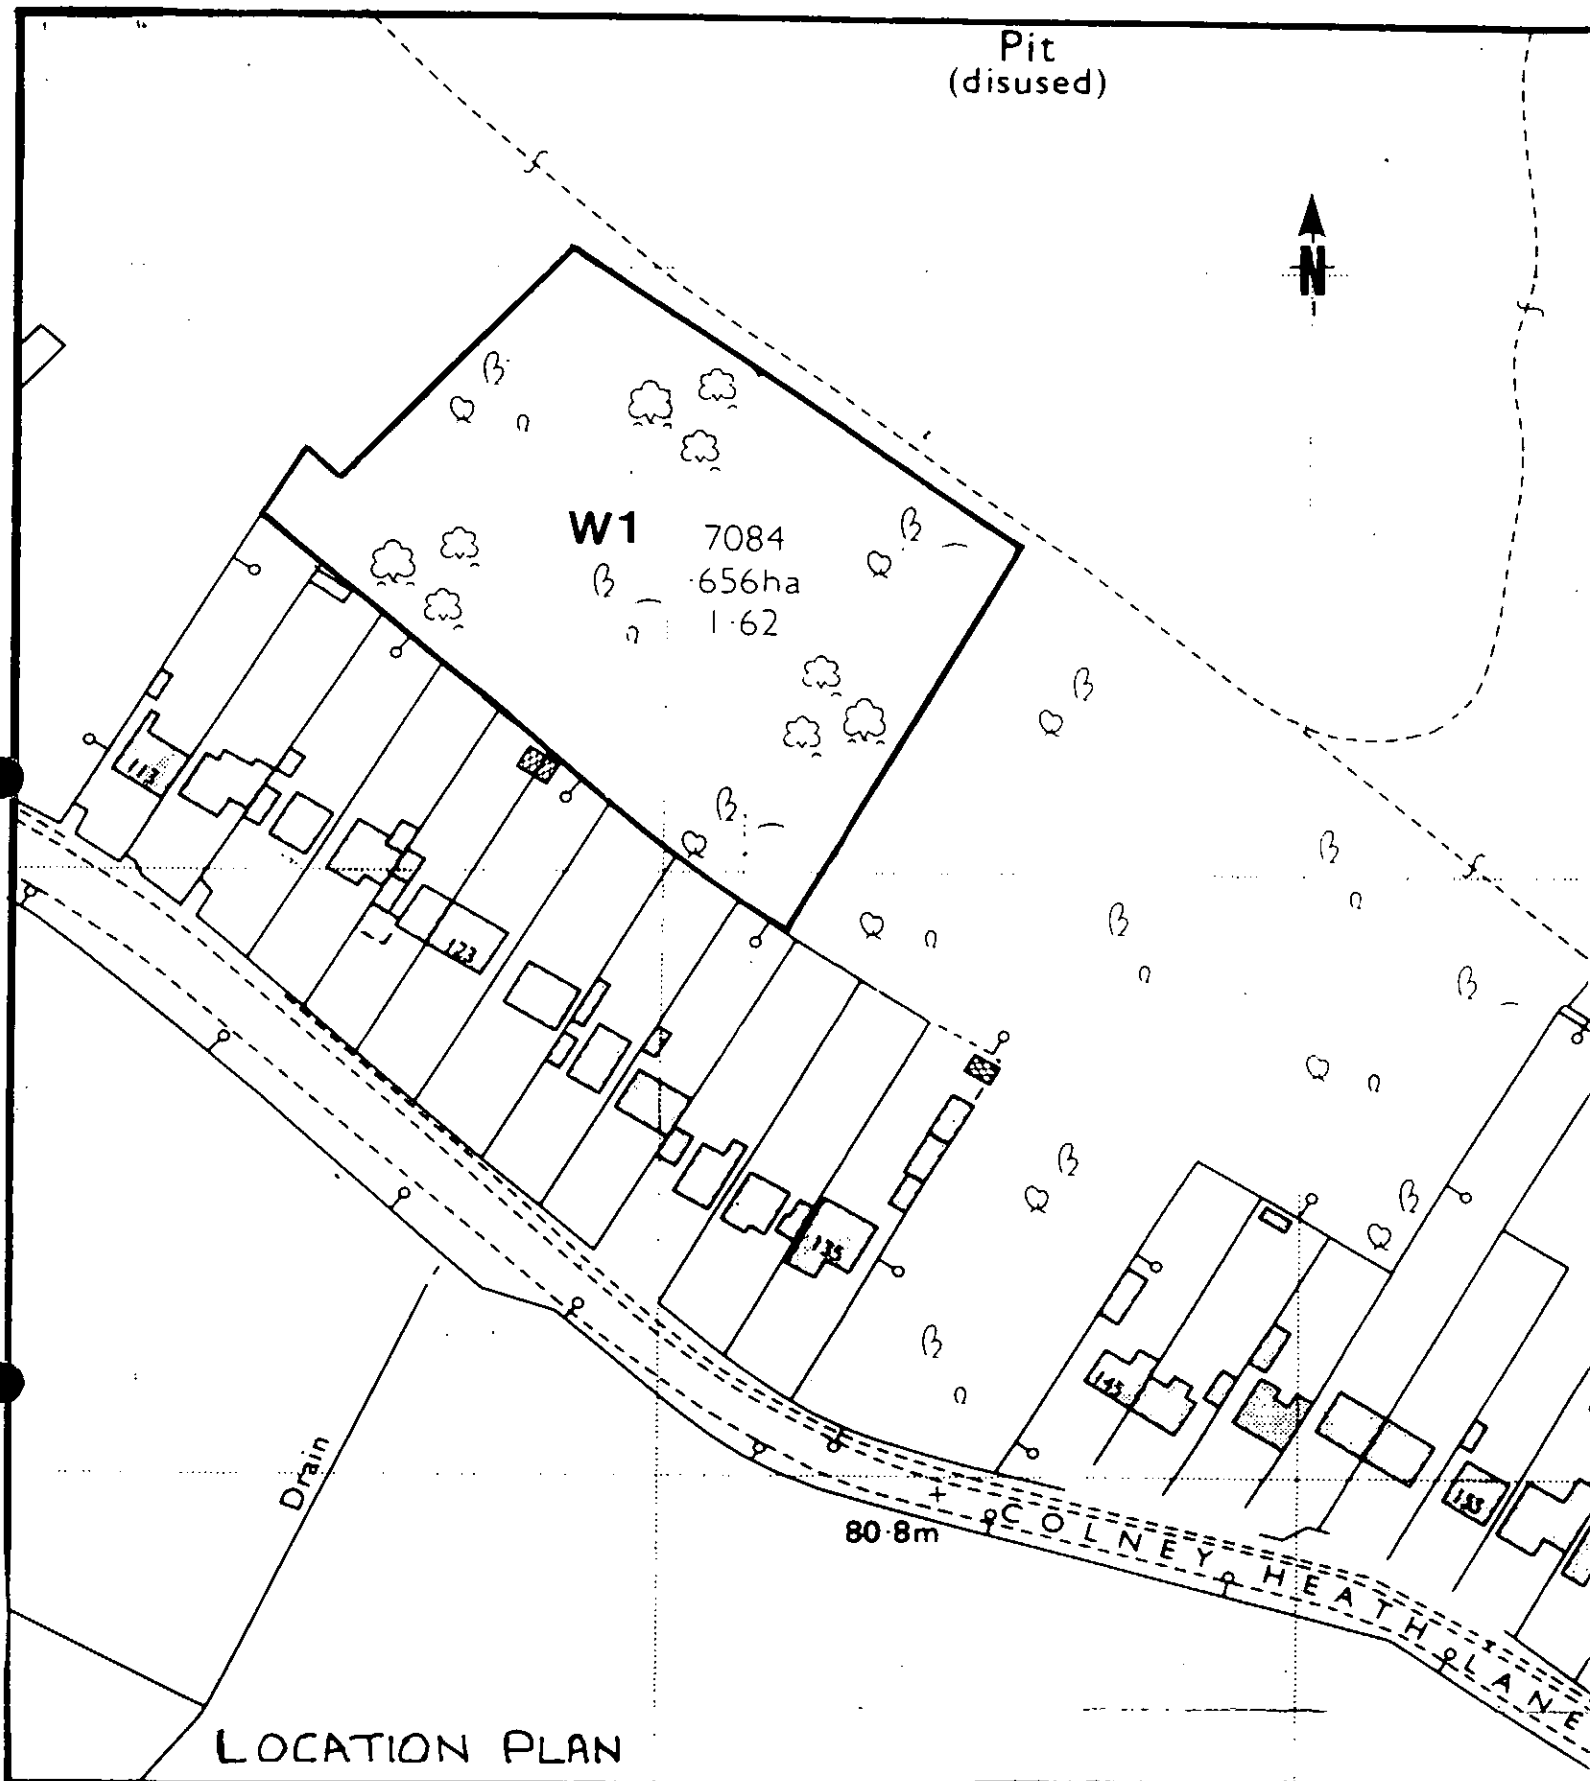 Pit
(disused)
N
W1
7084
·656ha
1·62
113
123
135
145
153
Drain
80·8m
COLNEY HEATH LANE
LOCATION PLAN